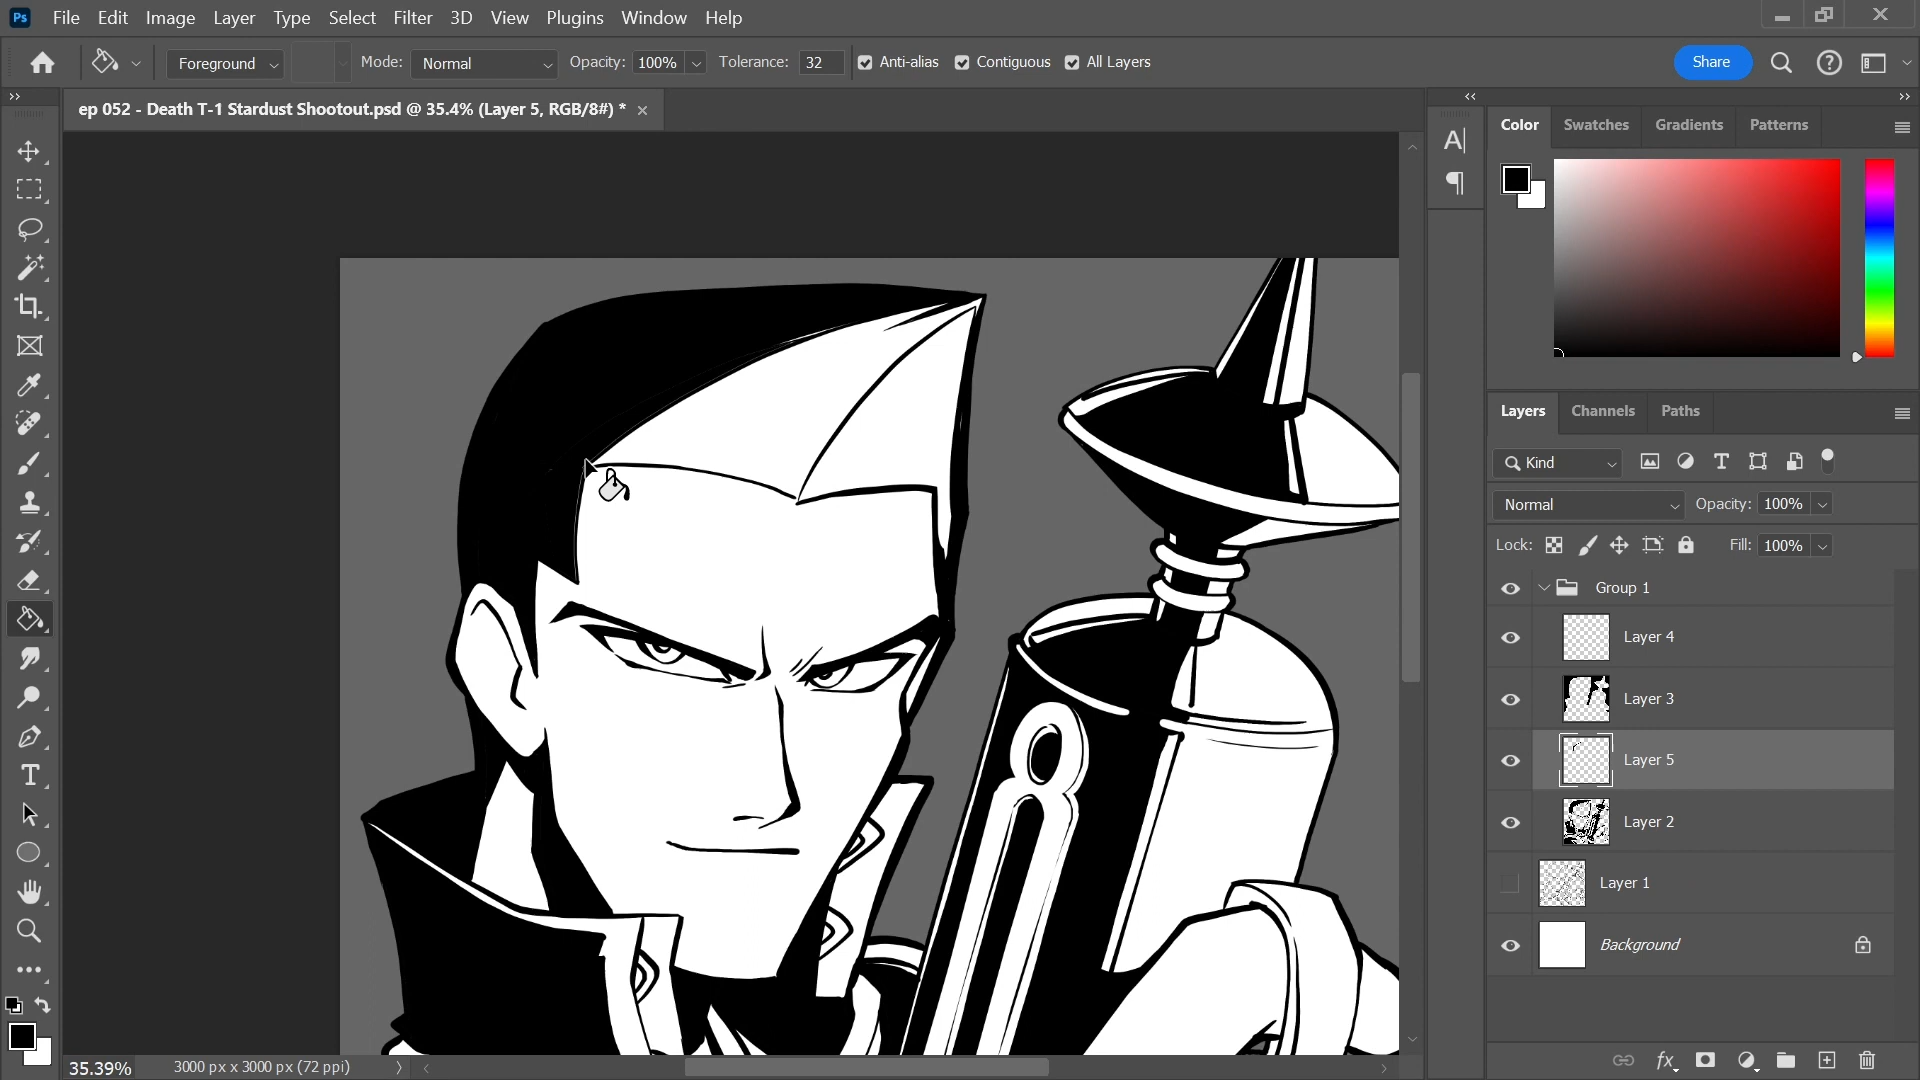 Ps File Edit Image Layer Type Select Filter 3D View Plugins Window Help
Foreground Mode: Normal Opacity: 100% Tolerance: 32 Anti-alias Contiguous All Layers Share
ep 052 - Death T-1 Stardust Shootout.psd @ 35.4% (Layer 5, RGB/8#) *
Color Swatches Gradients Patterns
Layers Channels Paths
Kind
Normal Opacity: 100%
Lock: Fill: 100%
Group 1
Layer 4
Layer 3
Layer 5
Layer 2
Layer 1
Background
35.39% 3000 px x 3000 px (72 ppi)